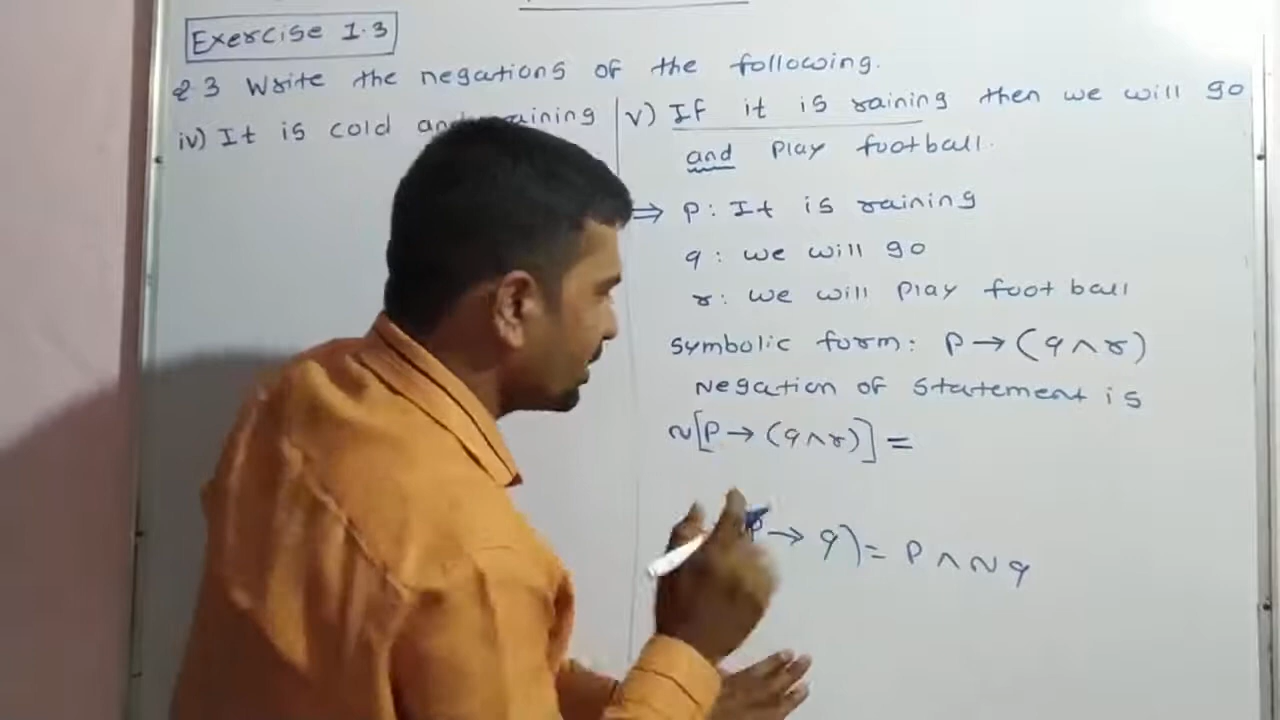 Exercise 1.3
Q 3 Write the negations of the following.
iv) It is cold and raining
v) If it is raining then we will go
and play football.
⇒ p: It is raining
q: we will go
r: we will play foot ball
symbolic form: p → (q ∧ r)
Negation of statement is
~[p → (q ∧ r)] =
p → q) = p ∧ ~ q